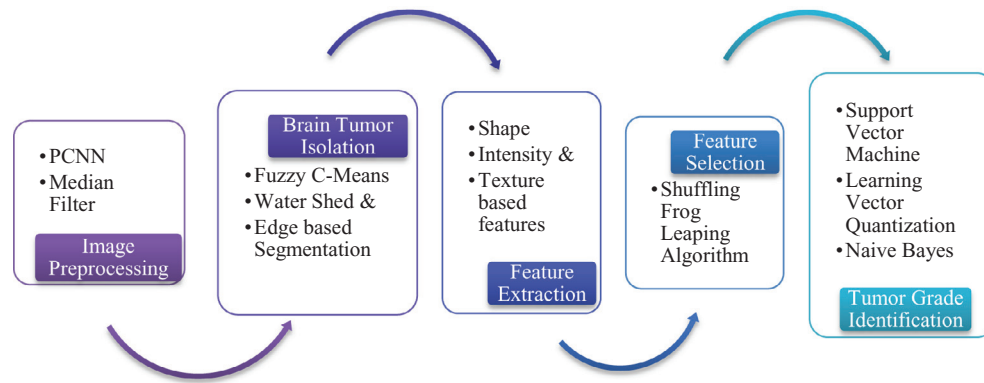 • PCNN
• Median
Filter
Image
Preprocessing
Brain Tumor
Isolation
• Fuzzy C-Means
• Water Shed &
• Edge based
Segmentation
• Shape
• Intensity &
• Texture
based
features
Feature
Extraction
Feature
Selection
• Shuffling
Frog
Leaping
Algorithm
• Support
Vector
Machine
• Learning
Vector
Quantization
• Naive Bayes
Tumor Grade
Identification